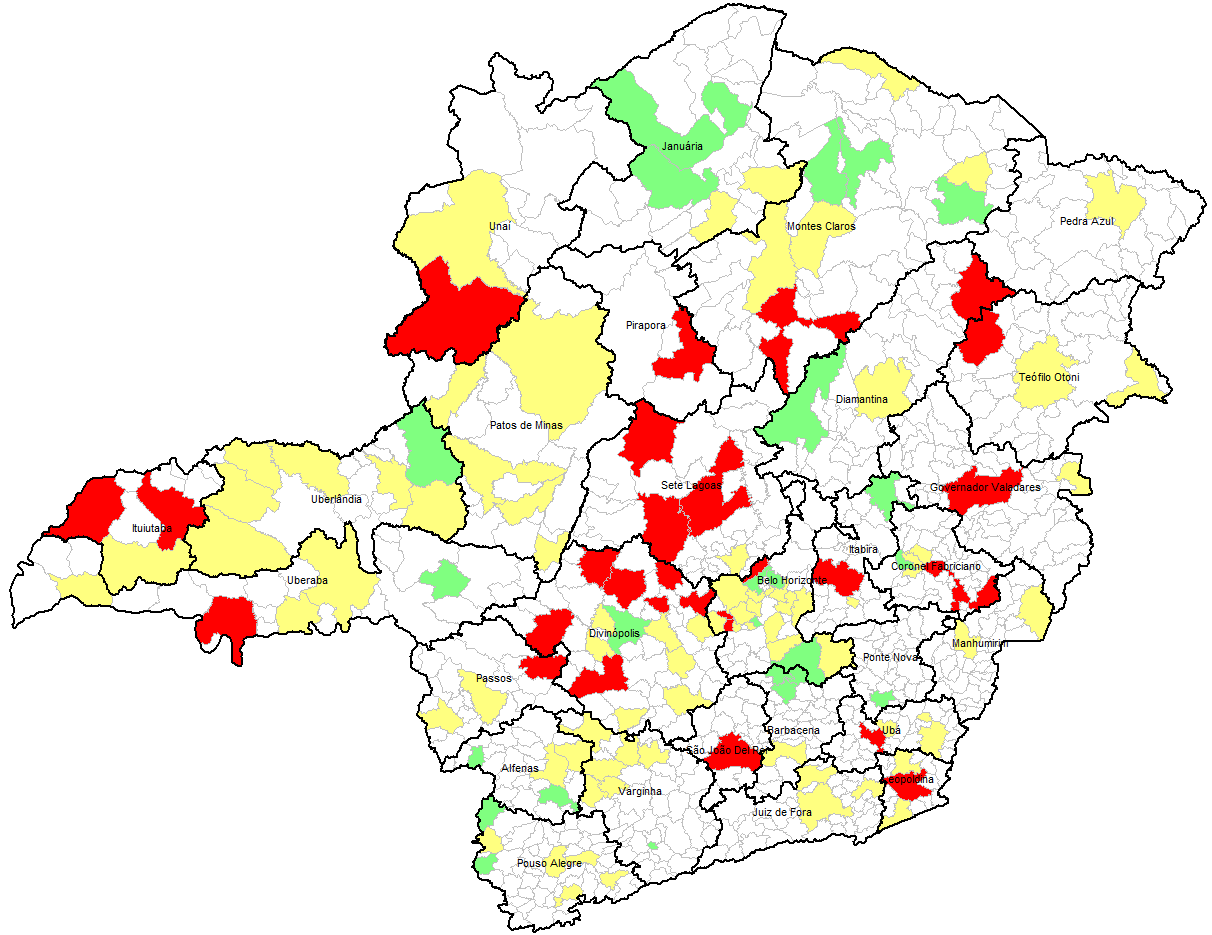 Januária
Pedra Azul
Unaí
Montes Claros
Pirapora
Teófilo Otoni
Diamantina
Patos de Minas
Sete Lagoas
Governador Valadares
Uberlândia
Ituiutaba
Itabira
Coronel Fabriciano
Uberaba
Belo Horizonte
Divinópolis
Manhumirim
Ponte Nova
Passos
Ubá
Barbacena
São João Del Rei
Alfenas
Leopoldina
Varginha
Juiz de Fora
Pouso Alegre